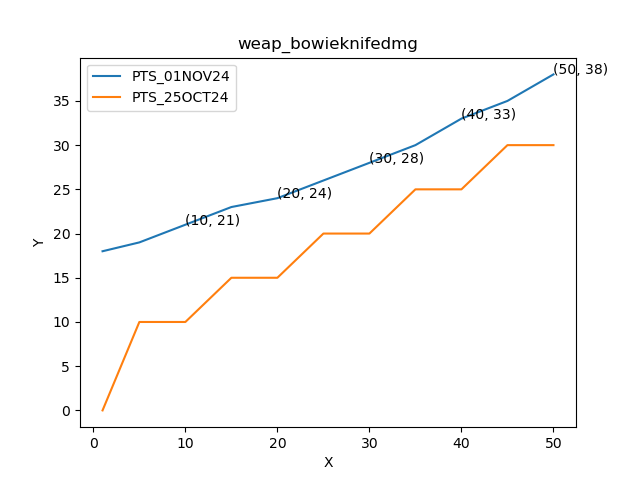 weap_bowieknifedmg
PTS_01NOV24
PTS_25OCT24
(50, 38)
(40, 33)
(30, 28)
(20, 24)
(10, 21)
35
30
25
20
15
10
5
0
Y
0 10 20 30 40 50
X